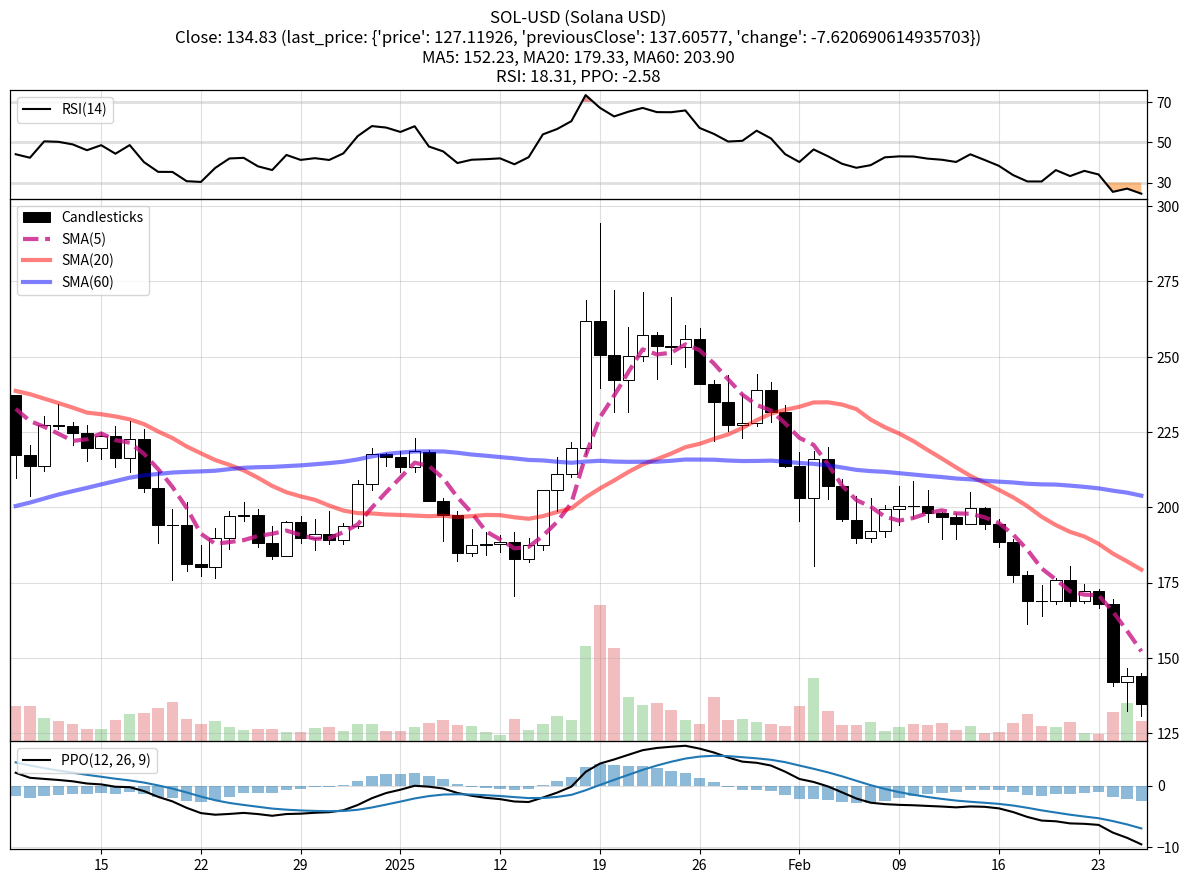 SOL-USD (Solana USD)
Close: 134.83 (last_price: {'price': 127.11926, 'previousClose': 137.60577, 'change': -7.620690614935703})
MA5: 152.23, MA20: 179.33, MA60: 203.90
RSI: 18.31, PPO: -2.58
RSI(14)
70
50
30
Candlesticks
SMA(5)
SMA(20)
SMA(60)
300
275
250
225
200
175
150
125
PPO(12, 26, 9)
0
−10
15 22 29 2025 12 19 26 Feb 09 16 23